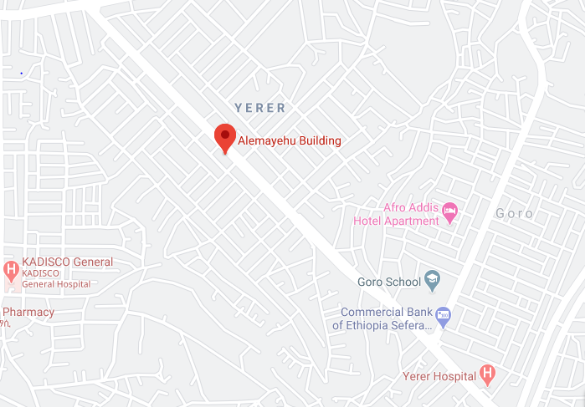 YERER
Alemayehu Building
Afro Addis
Hotel Apartment
Goro
KADISCO General
KADISCO
General Hospital
Goro School
Pharmacy
Commercial Bank
of Ethiopia Sefera...
Yerer Hospital